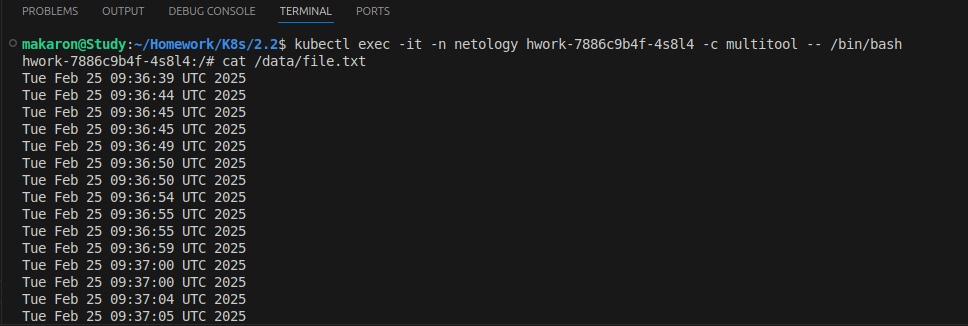 PROBLEMS OUTPUT DEBUG CONSOLE TERMINAL PORTS
makaron@Study:~/Homework/K8s/2.2$ kubectl exec -it -n netology hwork-7886c9b4f-4s8l4 -c multitool -- /bin/bash
hwork-7886c9b4f-4s8l4:/# cat /data/file.txt
Tue Feb 25 09:36:39 UTC 2025
Tue Feb 25 09:36:44 UTC 2025
Tue Feb 25 09:36:45 UTC 2025
Tue Feb 25 09:36:45 UTC 2025
Tue Feb 25 09:36:49 UTC 2025
Tue Feb 25 09:36:50 UTC 2025
Tue Feb 25 09:36:50 UTC 2025
Tue Feb 25 09:36:54 UTC 2025
Tue Feb 25 09:36:55 UTC 2025
Tue Feb 25 09:36:55 UTC 2025
Tue Feb 25 09:36:59 UTC 2025
Tue Feb 25 09:37:00 UTC 2025
Tue Feb 25 09:37:00 UTC 2025
Tue Feb 25 09:37:04 UTC 2025
Tue Feb 25 09:37:05 UTC 2025